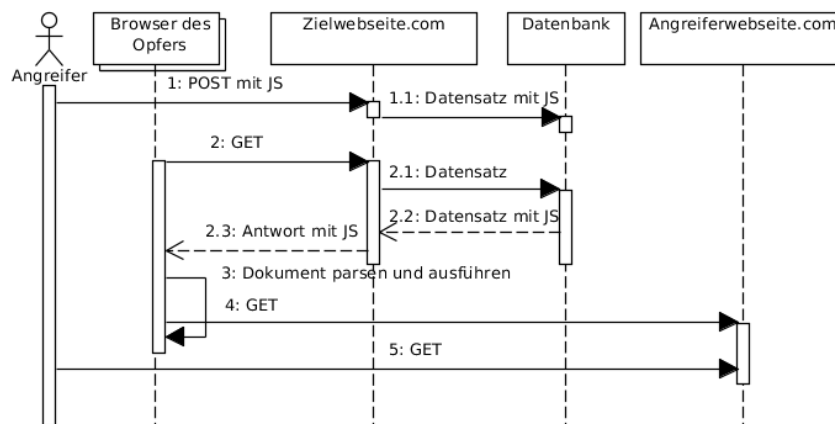 Browser des
Opfers
Zielwebseite.com
Datenbank
Angreiferwebseite.com
Angreifer
1: POST mit JS
1.1: Datensatz mit JS
2: GET
2.1: Datensatz
2.2: Datensatz mit JS
2.3: Antwort mit JS
3: Dokument parsen und ausführen
4: GET
5: GET